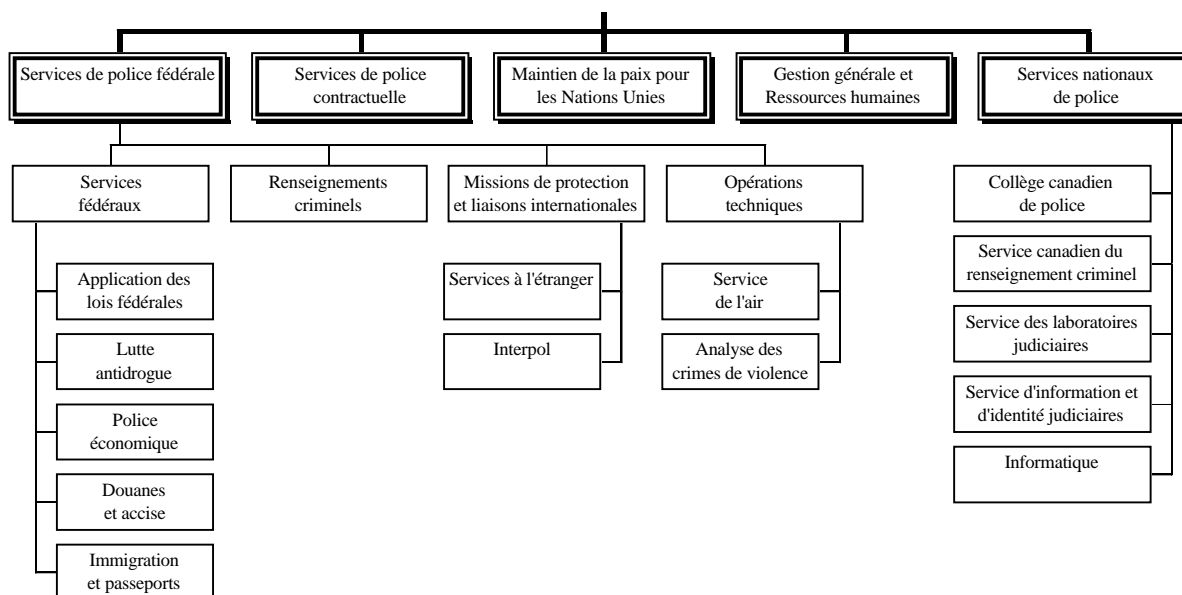 Services de police fédérale
Services de police
contractuelle
Maintien de la paix pour
les Nations Unies
Gestion générale et
Ressources humaines
Services nationaux
de police
Services
fédéraux
Renseignements
criminels
Missions de protection
et liaisons internationales
Opérations
techniques
Application des
lois fédérales
Lutte
antidrogue
Police
économique
Douanes
et accise
Immigration
et passeports
Services à l'étranger
Interpol
Service
de l'air
Analyse des
crimes de violence
Collège canadien
de police
Service canadien du
renseignement criminel
Service des laboratoires
judiciaires
Service d'information et
d'identité judiciaires
Informatique